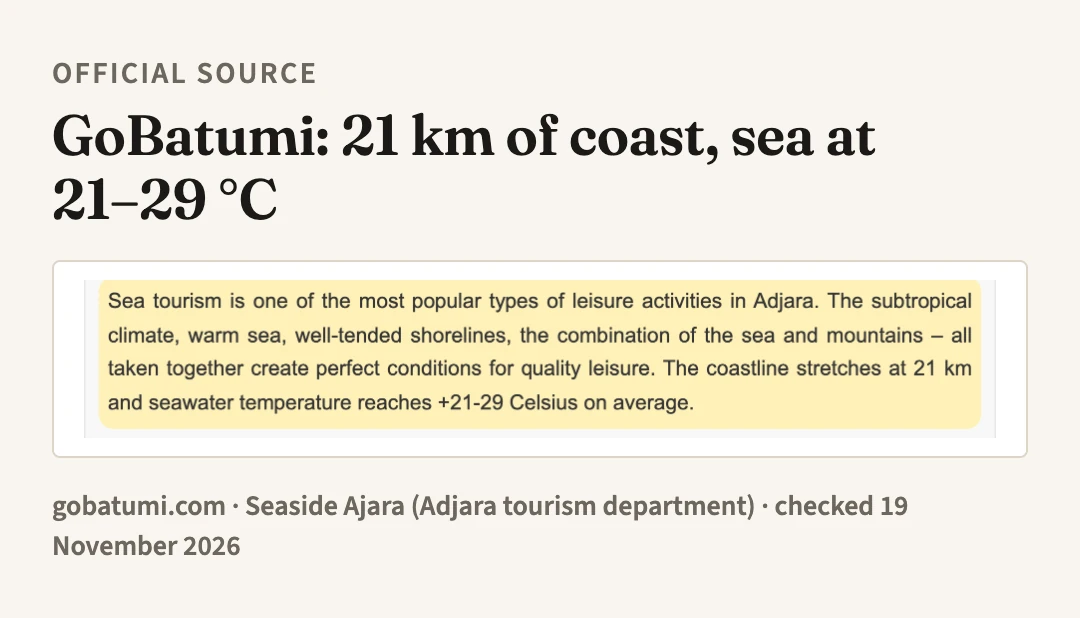 OFFICIAL SOURCE
GoBatumi: 21 km of coast, sea at
21–29 °C
Sea tourism is one of the most popular types of leisure activities in Adjara. The subtropical
climate, warm sea, well-tended shorelines, the combination of the sea and mountains – all
taken together create perfect conditions for quality leisure. The coastline stretches at 21 km
and seawater temperature reaches +21-29 Celsius on average.
gobatumi.com · Seaside Ajara (Adjara tourism department) · checked 19
November 2026